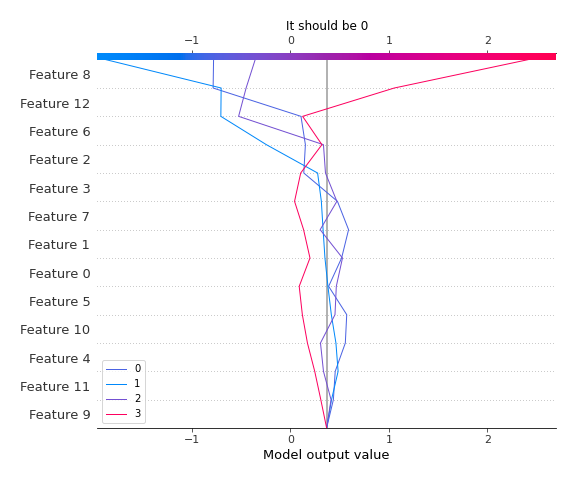 It should be 0
−1 0 1 2
Feature 8
Feature 12
Feature 6
Feature 2
Feature 3
Feature 7
Feature 1
Feature 0
Feature 5
Feature 10
Feature 4
Feature 11
Feature 9
0
1
2
3
−1 0 1 2
Model output value